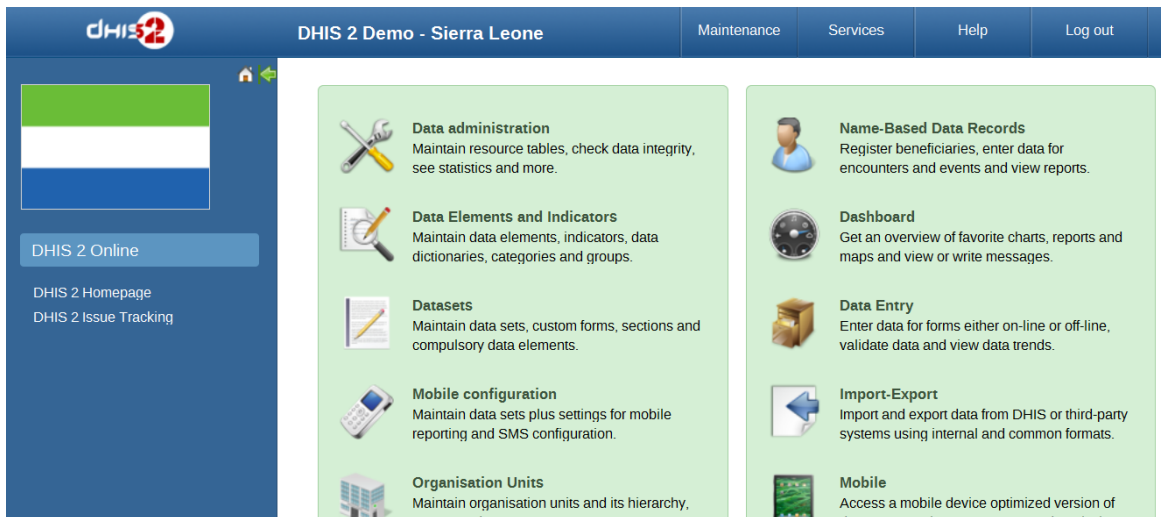 dHIS2
DHIS 2 Demo - Sierra Leone
Maintenance
Services
Help
Log out
DHIS 2 Online
DHIS 2 Homepage
DHIS 2 Issue Tracking
Data administration
Maintain resource tables, check data integrity,
see statistics and more.
Data Elements and Indicators
Maintain data elements, indicators, data
dictionaries, categories and groups.
Datasets
Maintain data sets, custom forms, sections and
compulsory data elements.
Mobile configuration
Maintain data sets plus settings for mobile
reporting and SMS configuration.
Organisation Units
Maintain organisation units and its hierarchy,
Name-Based Data Records
Register beneficiaries, enter data for
encounters and events and view reports.
Dashboard
Get an overview of favorite charts, reports and
maps and view or write messages.
Data Entry
Enter data for forms either on-line or off-line,
validate data and view data trends.
Import-Export
Import and export data from DHIS or third-party
systems using internal and common formats.
Mobile
Access a mobile device optimized version of